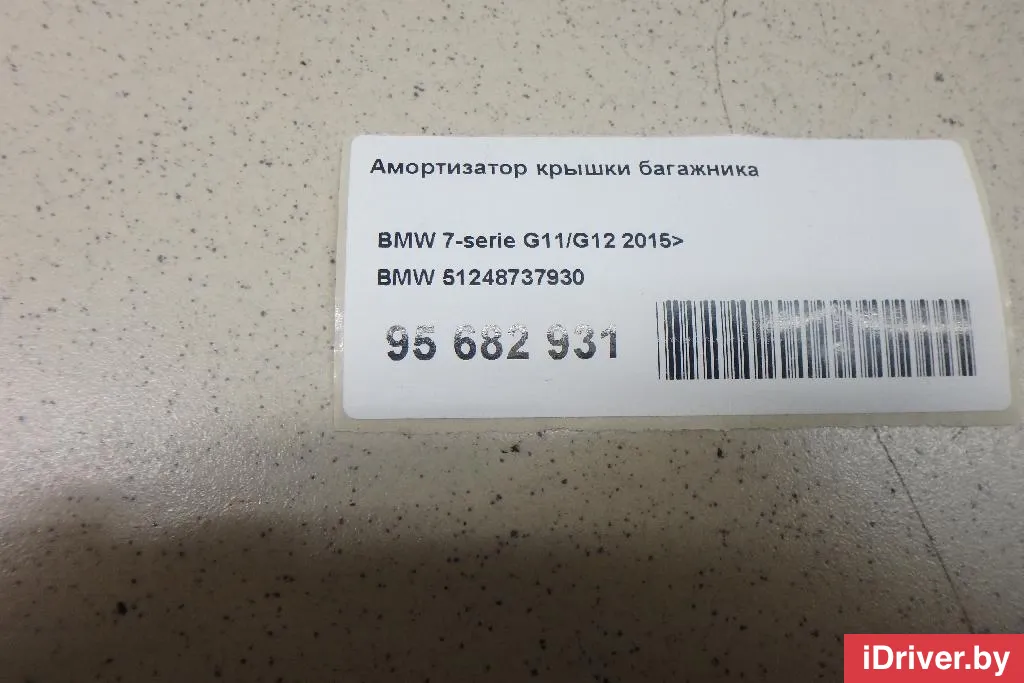 Амортизатор крышки багажника
BMW 7-serie G11/G12 2015>
BMW 51248737930
95 682 931
iDriver.by